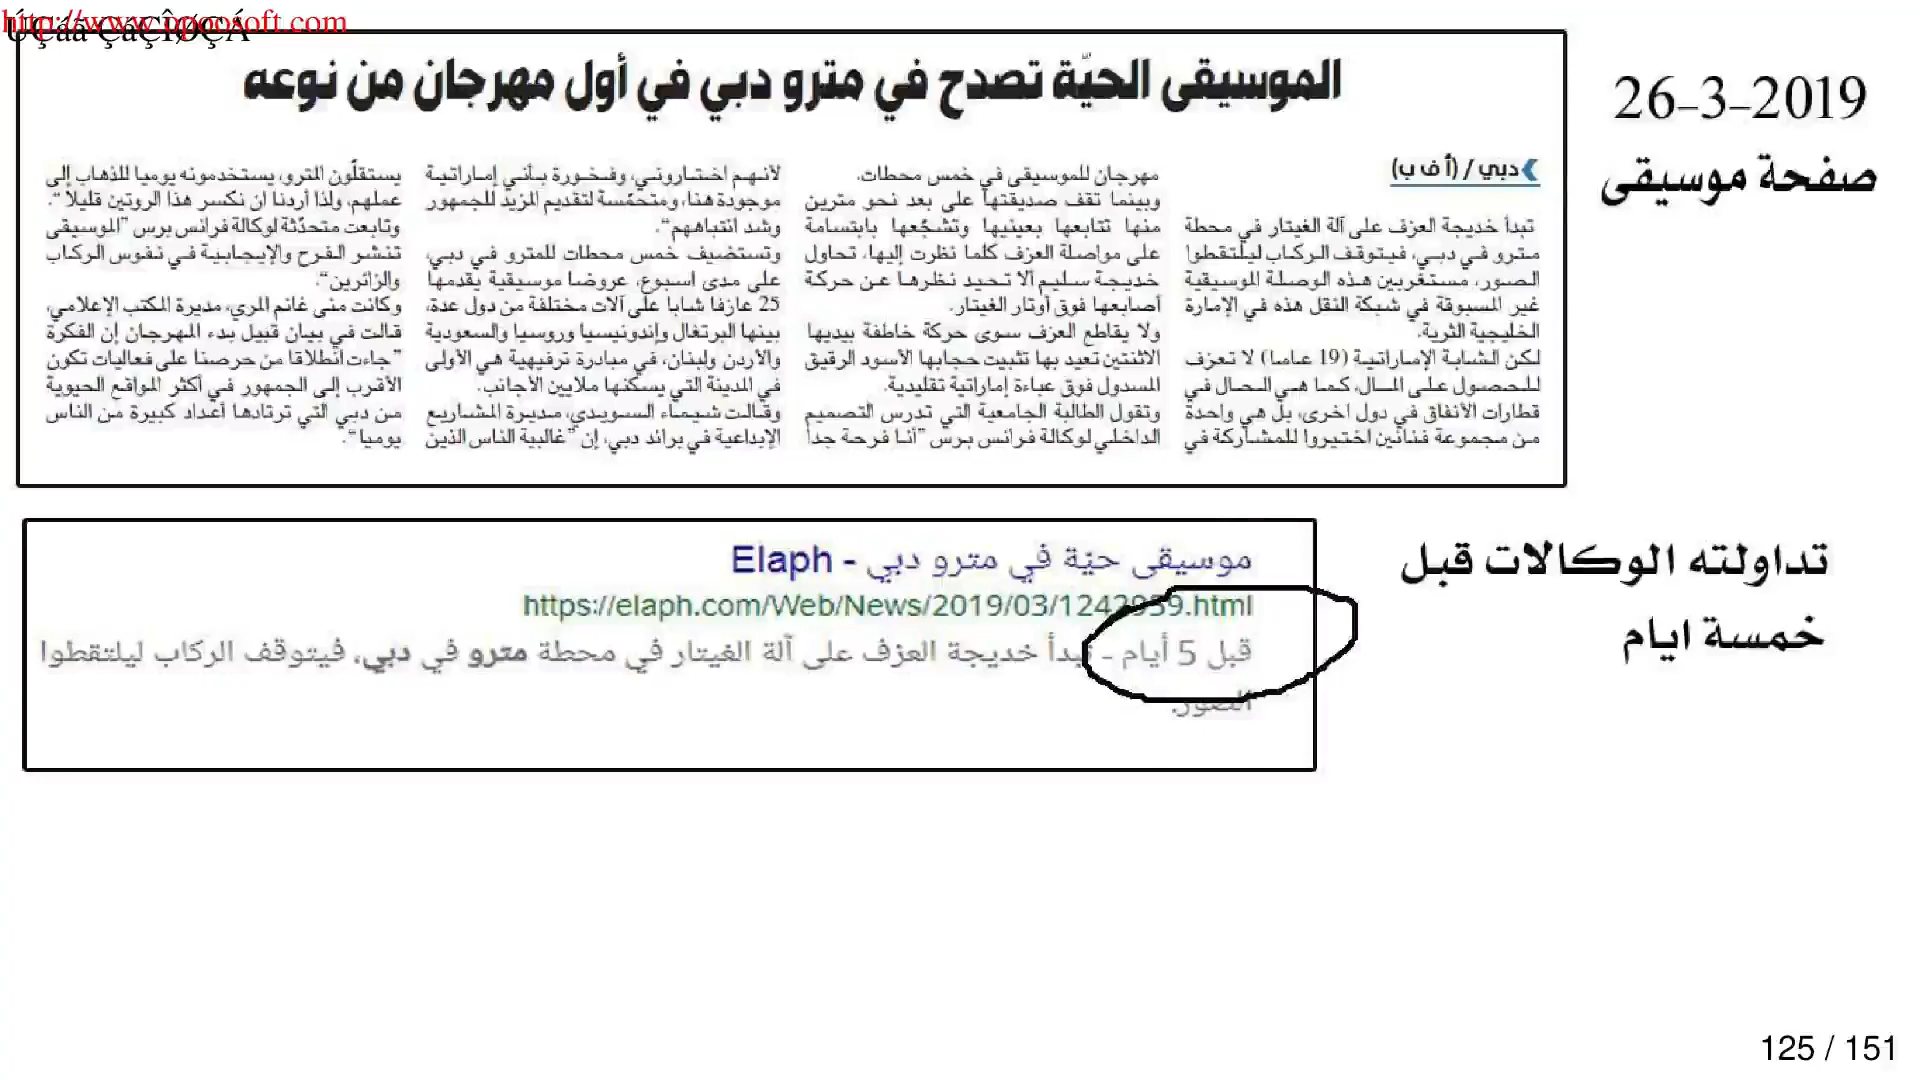 http://www.opposoft.com
26-3-2019
صفحة موسيقى
الموسيقى الحيّة تصدح في مترو دبي في أول مهرجان من نوعه
دبي / (أ ف ب)
تبدأ خديجة العزف على آلة الغيتار في محطة
مترو في دبي، فيتوقف الركاب ليلتقطوا
الصور، مستغربين هذه الوصلة الموسيقية
غير المسبوقة في شبكة النقل هذه في الإمارة
الخليجية الثرية.
لكن الشابة الإماراتية (19 عاما) لا تعزف
للحصول على المال، كما هي الحال في
قطارات الأنفاق في دول اخرى، بل هي واحدة
من مجموعة فنانين اختيروا للمشاركة في
مهرجان للموسيقى في خمس محطات.
وبينما تقف صديقتها على بعد نحو مترين
منها تتابعها بعينيها وتشجّعها بابتسامة
على مواصلة العزف كلما نظرت إليها، تحاول
خديجة سليم ألا تحيد نظرها عن حركة
أصابعها فوق أوتار الغيتار.
ولا يقاطع العزف سوى حركة خاطفة بيديها
الاثنتين تعيد بها تثبيت حجابها الأسود الرقيق
المسدول فوق عباءة إماراتية تقليدية.
وتقول الطالبة الجامعية التي تدرس التصميم
الداخلي لوكالة فرانس برس "أنا فرحة جدا
لانهم اختاروني، وفخورة بأني إماراتية
موجودة هنا، ومتحمّسة لتقديم المزيد للجمهور
وشد انتباههم".
وتستضيف خمس محطات للمترو في دبي،
على مدى اسبوع، عروضا موسيقية يقدمها
25 عازفا شابا على آلات مختلفة من دول عدة،
بينها البرتغال وإندونيسيا وروسيا والسعودية
والأردن ولبنان، في مبادرة ترفيهية هي الأولى
في المدينة التي يسكنها ملايين الأجانب.
وقالت شيماء السويدي، مديرة المشاريع
الإبداعية في براند دبي، إن "غالبية الناس الذين
يستقلّون المترو، يستخدمونه يوميا للذهاب إلى
عملهم، ولذا أردنا ان نكسر هذا الروتين قليلا".
وتابعت متحدّثة لوكالة فرانس برس "الموسيقى
تنشر الفرح والإيجابية في نفوس الركاب
والزائرين".
وكانت منى غانم المري، مديرة المكتب الإعلامي،
قالت في بيان قبيل بدء المهرجان إن الفكرة
"جاءت انطلاقا من حرصنا على فعاليات تكون
الأقرب إلى الجمهور في أكثر المواقع الحيوية
من دبي التي ترتادها أعداد كبيرة من الناس
يوميا".
تداولته الوكالات قبل
خمسة ايام
موسيقى حيّة في مترو دبي - Elaph
https://elaph.com/Web/News/2019/03/1242939.html
قبل 5 أيام - تبدأ خديجة العزف على آلة الغيتار في محطة مترو في دبي، فيتوقف الركاب ليلتقطوا
الصور.
125 / 151